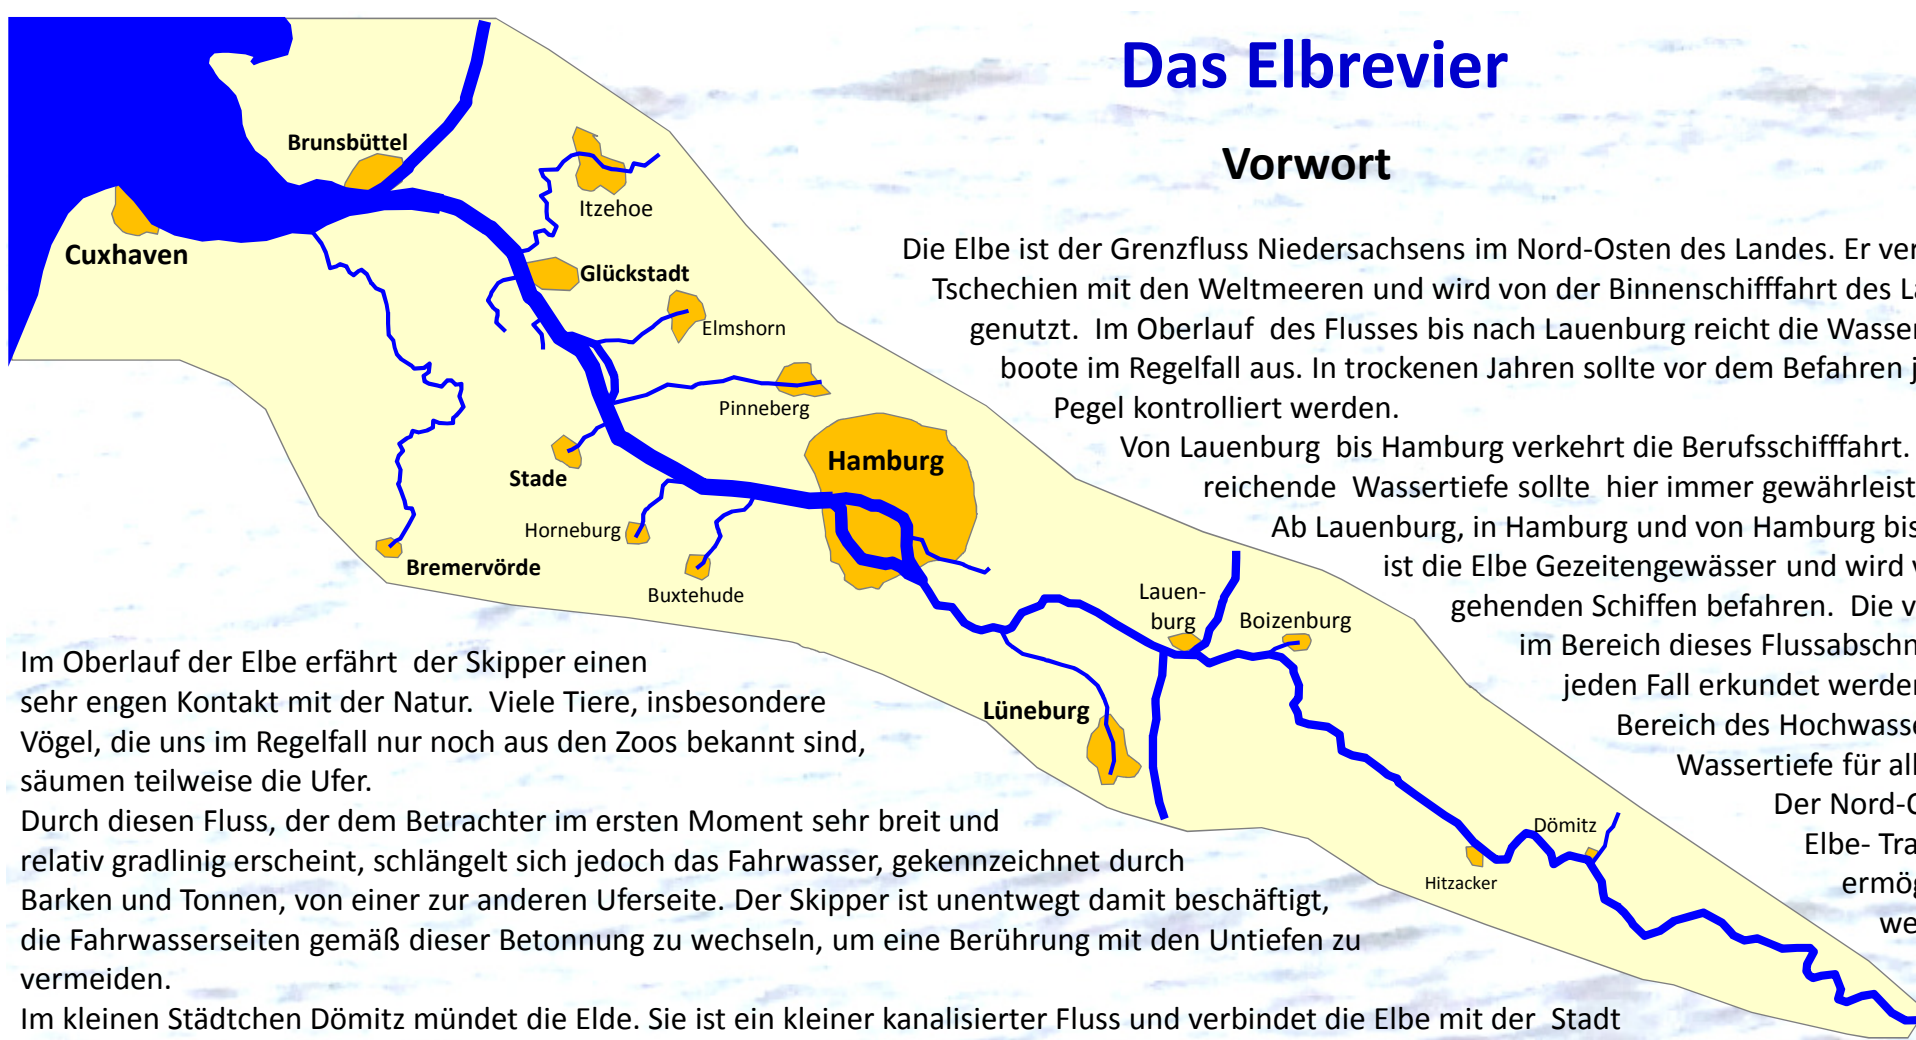 Das Elbrevier
Vorwort
Die Elbe ist der Grenzfluss Niedersachsens im Nord-Osten des Landes. Er
Tschechien mit den Weltmeeren und wird von der Binnenschifffahrt des
genutzt. Im Oberlauf des Flusses bis nach Lauenburg reicht die
boote im Regelfall aus. In trockenen Jahren sollte vor dem Befahren
Pegel kontrolliert werden.
Von Lauenburg bis Hamburg verkehrt die Berufsschifffahrt.
reichende Wassertiefe sollte hier immer
Ab Lauenburg, in Hamburg und von Hamburg bis
ist die Elbe Gezeitengewässer und wird
gehenden Schiffen befahren. Die
im Bereich dieses
jeden Fall erkundet werden
Bereich des
Wassertiefe für
Der
Elbe-
Brunsbüttel
Itzehoe
Cuxhaven
Glückstadt
Elmshorn
Pinneberg
Hamburg
Stade
Horneburg
Bremervörde
Buxtehude
Lauen-
burg
Boizenburg
Lüneburg
Dömitz
Hitzacker
Im Oberlauf der Elbe erfährt der Skipper einen
sehr engen Kontakt mit der Natur. Viele Tiere, insbesondere
Vögel, die uns im Regelfall nur noch aus den Zoos bekannt sind,
säumen teilweise die Ufer.
Durch diesen Fluss, der dem Betrachter im ersten Moment sehr breit und
relativ gradlinig erscheint, schlängelt sich jedoch das Fahrwasser, gekennzeichnet durch
Barken und Tonnen, von einer zur anderen Uferseite. Der Skipper ist unentwegt damit beschäftigt,
die Fahrwasserseiten gemäß dieser Betonnung zu wechseln, um eine Berührung mit den Untiefen zu
vermeiden.
Im kleinen Städtchen Dömitz mündet die Elde. Sie ist ein kleiner kanalisierter Fluss und verbindet die Elbe mit der Stadt